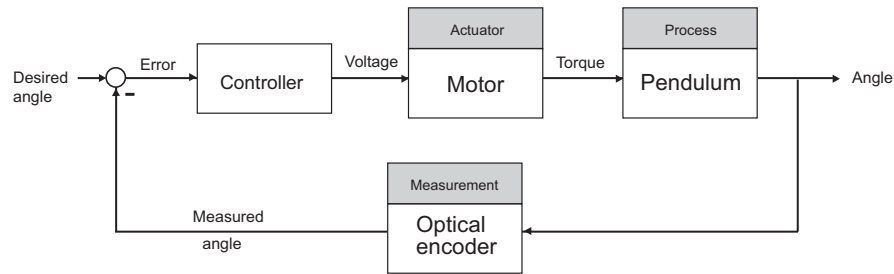 Actuator
Process
Desired
angle
Error
Controller
Voltage
Motor
Torque
Pendulum
Angle
Measurement
Measured
angle
Optical
encoder